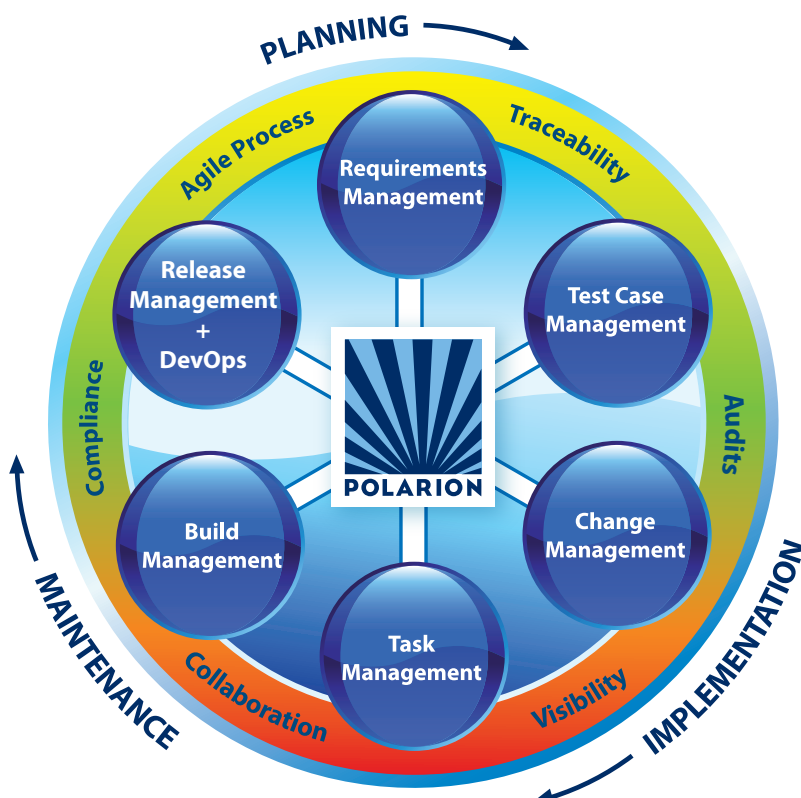 PLANNING
Agile Process
Traceability
Requirements
Management
Release
Management
+
DevOps
Test Case
Management
Compliance
Audits
POLARION
Build
Management
Change
Management
Task
Management
MAINTENANCE
IMPLEMENTATION
Collaboration
Visibility